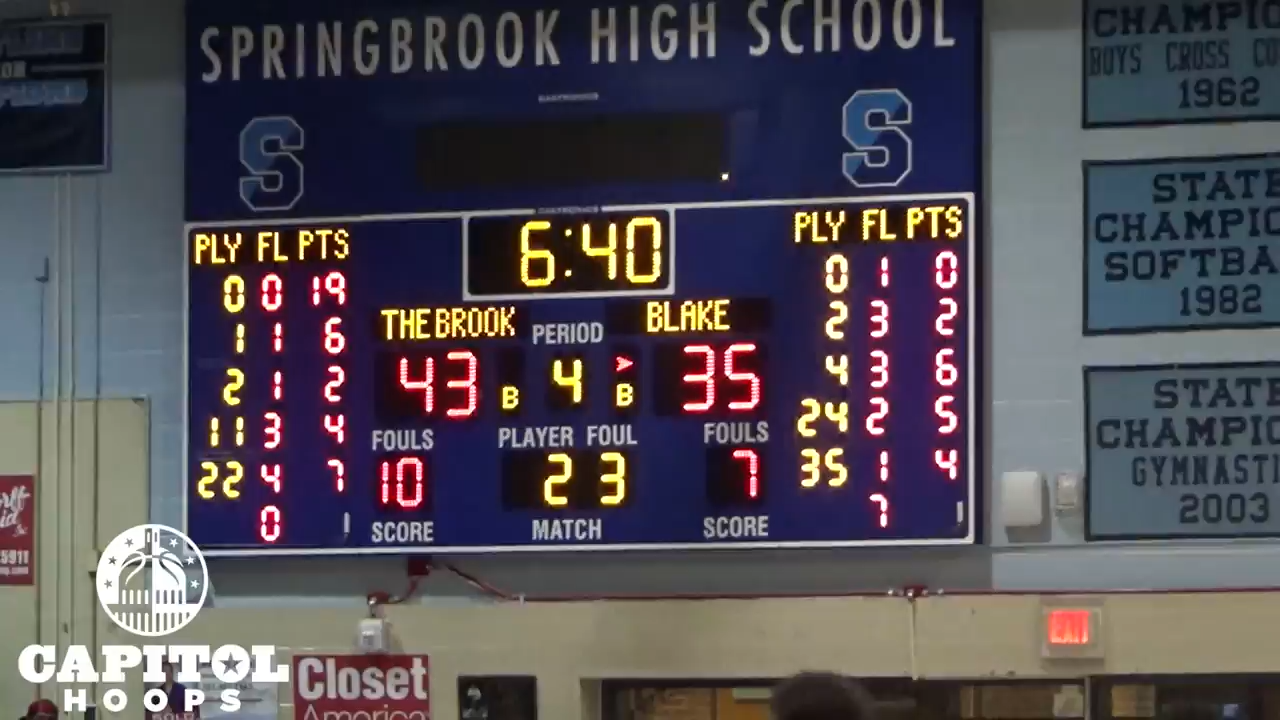 SPRINGBROOK HIGH SCHOOL
S
S
PLY FL PTS
0 0 19
1 1 6
2 1 2
11 3 4
22 4 7
0
6:40
THE BROOK
PERIOD
BLAKE
43 B 4 B 35
FOULS PLAYER FOUL FOULS
10 2 3 7
SCORE MATCH SCORE
PLY FL PTS
0 1 0
2 3 2
4 3 6
24 2 5
35 1 4
7
CHAMPIO
BOYS CROSS CO
1962
STATE
CHAMPIO
SOFTBA
1982
STATE
CHAMPIO
GYMNASTI
2003
5911
EXIT
CAPITOL
HOOPS
Closet
America